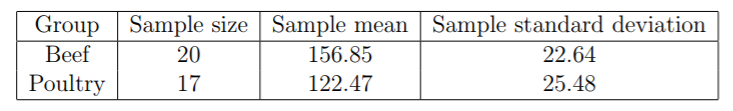 Group Sample size Sample mean Sample standard deviation
Beef 20 156.85 22.64
Poultry 17 122.47 25.48